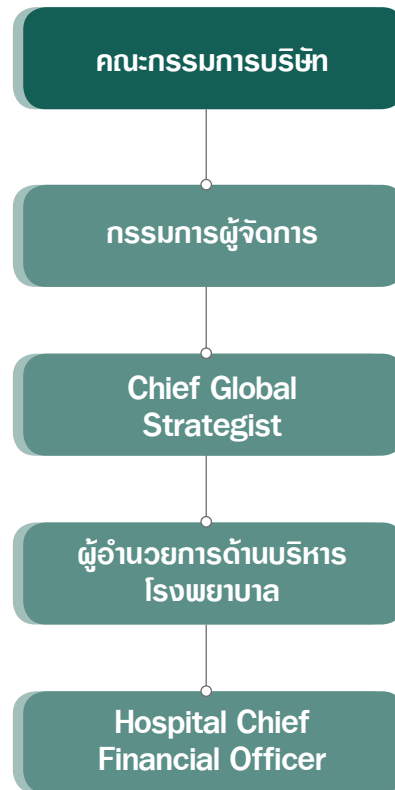 คณะกรรมการบริษัท
กรรมการผู้จัดการ
Chief Global
Strategist
ผู้อำนวยการด้านบริหาร
โรงพยาบาล
Hospital Chief
Financial Officer